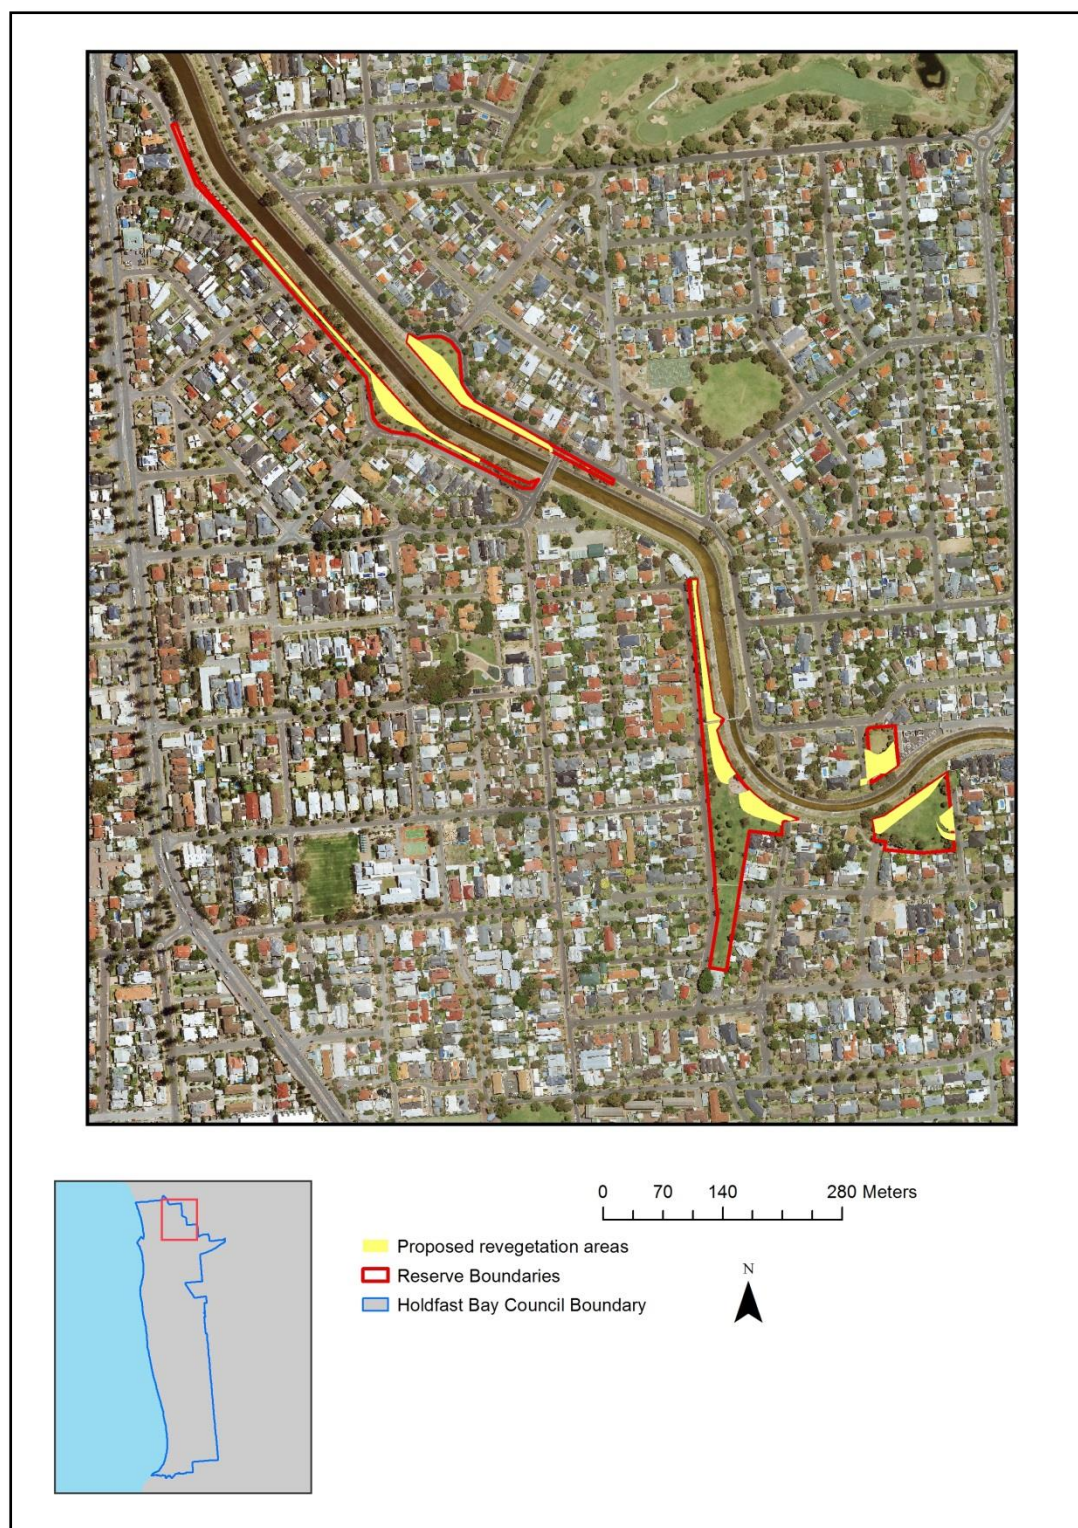 0 70 140 280 Meters
Proposed revegetation areas
Reserve Boundaries
Holdfast Bay Council Boundary
N